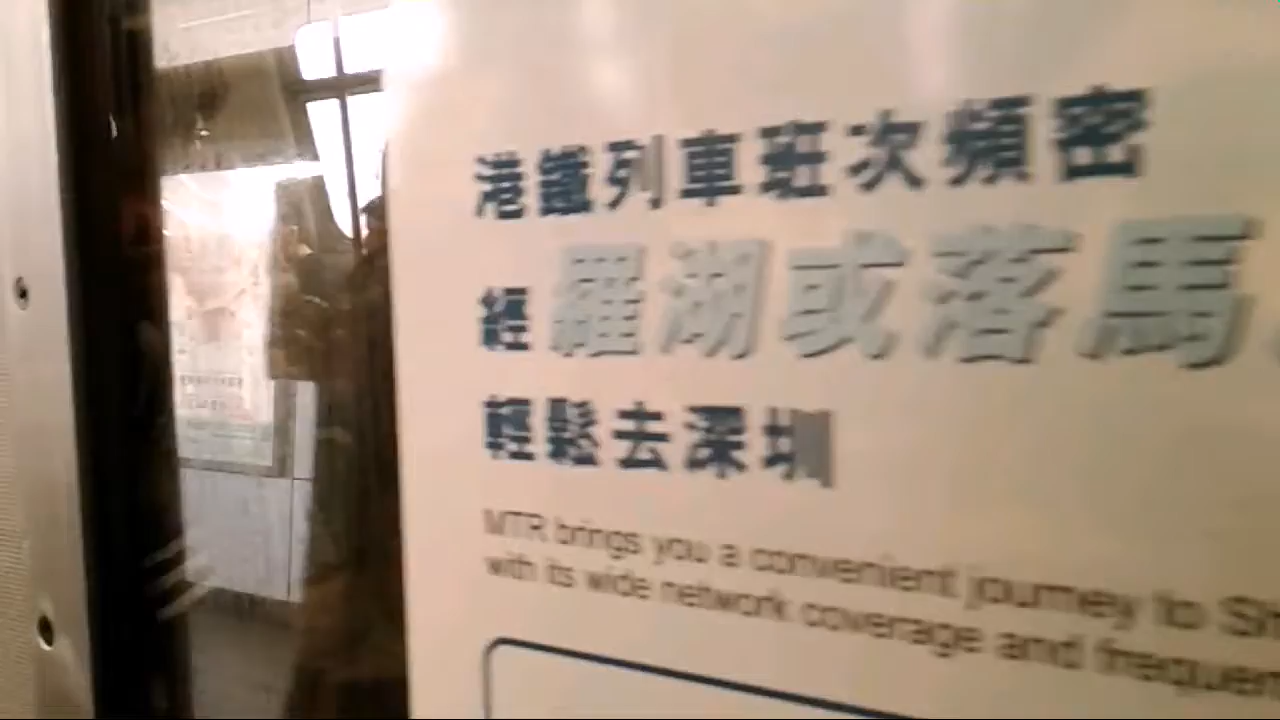 港鐵列車班次頻密
經羅湖或落馬
輕鬆去深圳
MTR brings you a convenient journey to
with its wide network coverage and